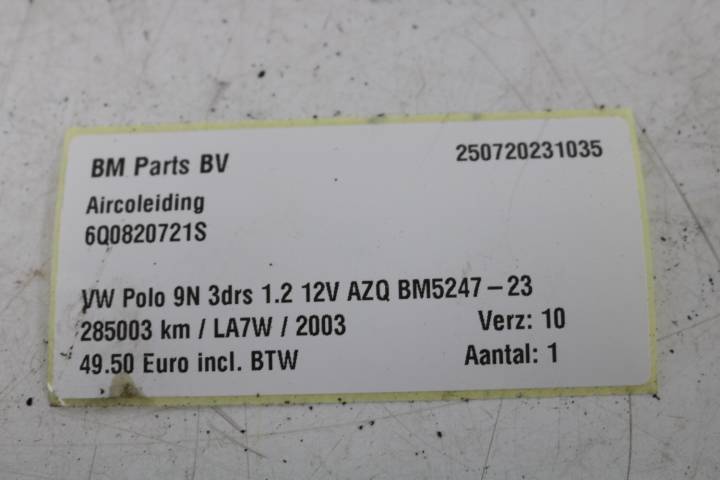 BM Parts BV 250720231035
Aircoleiding
6Q0820721S
VW Polo 9N 3drs 1.2 12V AZQ BM5247-23
285003 km / LA7W / 2003 Verz: 10
49.50 Euro incl. BTW Aantal: 1